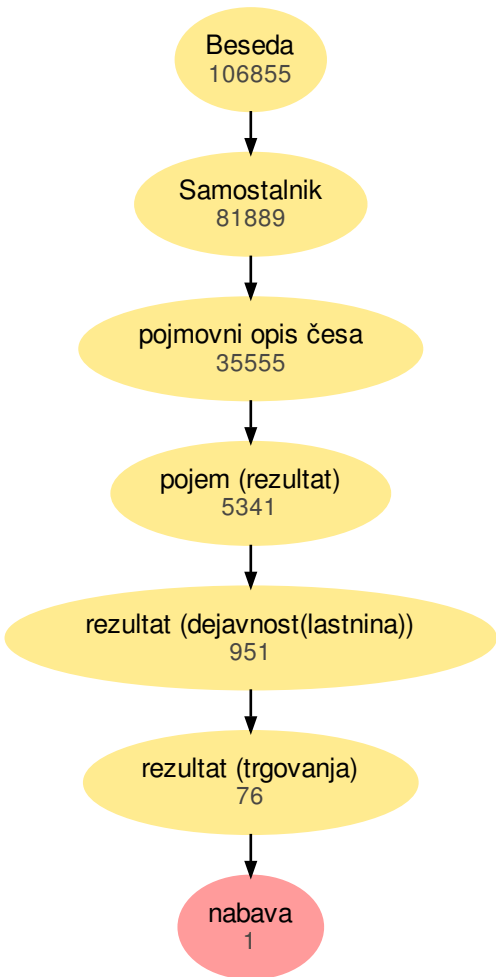 Beseda
106855
Samostalnik
81889
pojmovni opis česa
35555
pojem (rezultat)
5341
rezultat (dejavnost(lastnina))
951
rezultat (trgovanja)
76
nabava
1